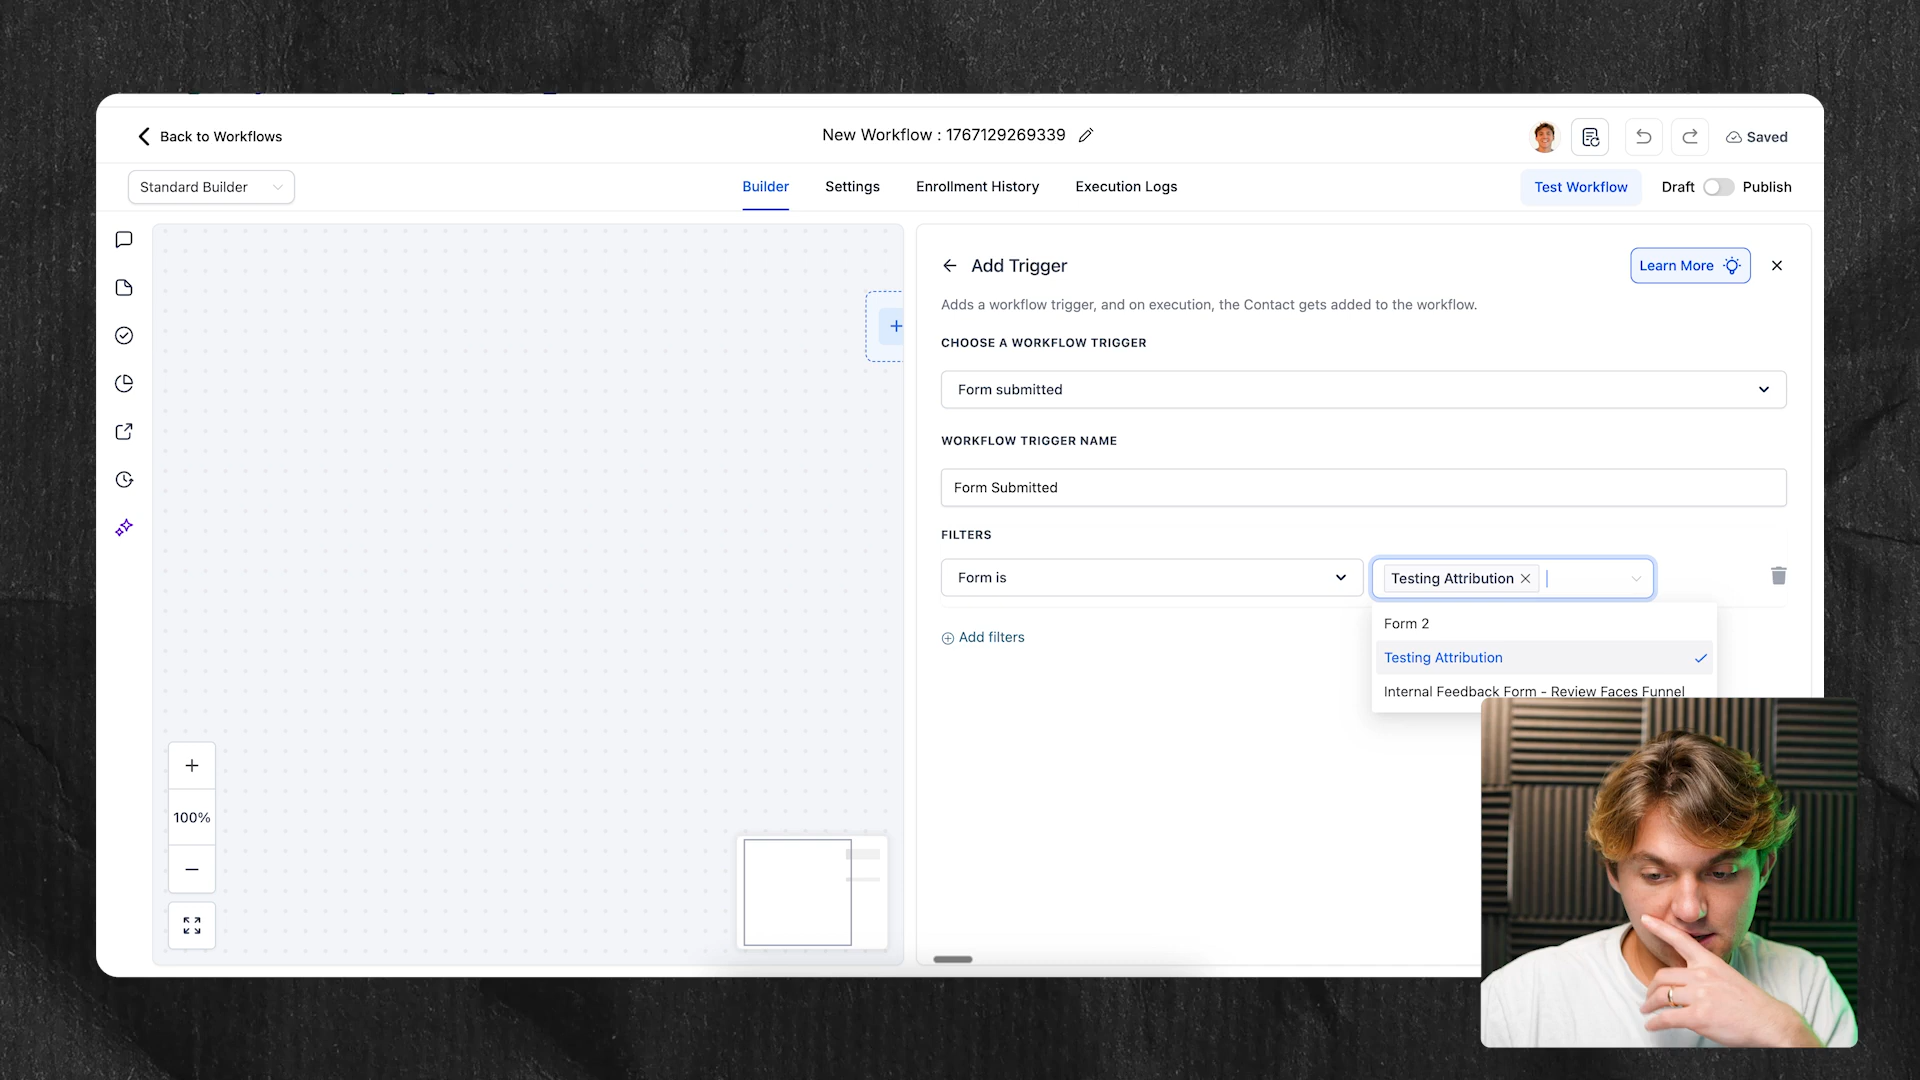 Back to Workflows
New Workflow : 1767129269339
Saved
Standard Builder
Builder
Settings
Enrollment History
Execution Logs
Test Workflow
Draft
Publish
Add Trigger
Learn More
Adds a workflow trigger, and on execution, the Contact gets added to the workflow.
CHOOSE A WORKFLOW TRIGGER
Form submitted
WORKFLOW TRIGGER NAME
Form Submitted
FILTERS
Form is
Testing Attribution
Add filters
Form 2
Testing Attribution
Internal Feedback Form - Review Faces Funnel
100%